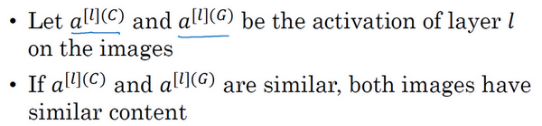 • Let a[l](C) and a[l](G) be the activation of layer l
on the images
• If a[l](C) and a[l](G) are similar, both images have
similar content